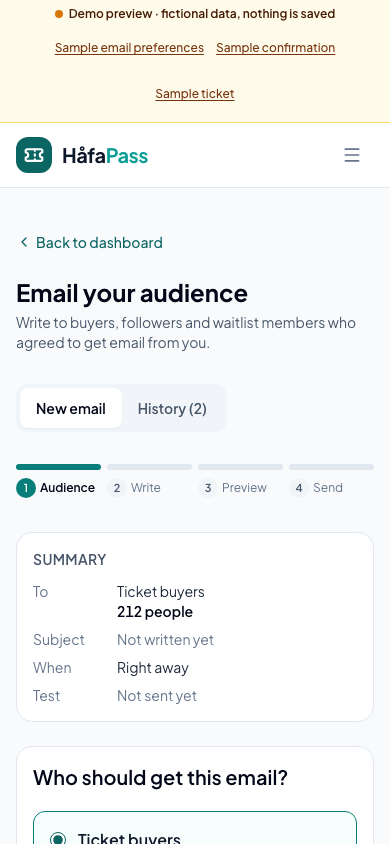 Demo preview · fictional data, nothing is saved
Sample email preferences Sample confirmation
Sample ticket
HåfaPass
Back to dashboard
Email your audience
Write to buyers, followers and waitlist members who
agreed to get email from you.
New email History (2)
1 Audience 2 Write 3 Preview 4 Send
SUMMARY
To Ticket buyers
212 people
Subject Not written yet
When Right away
Test Not sent yet
Who should get this email?
Ticket buyers